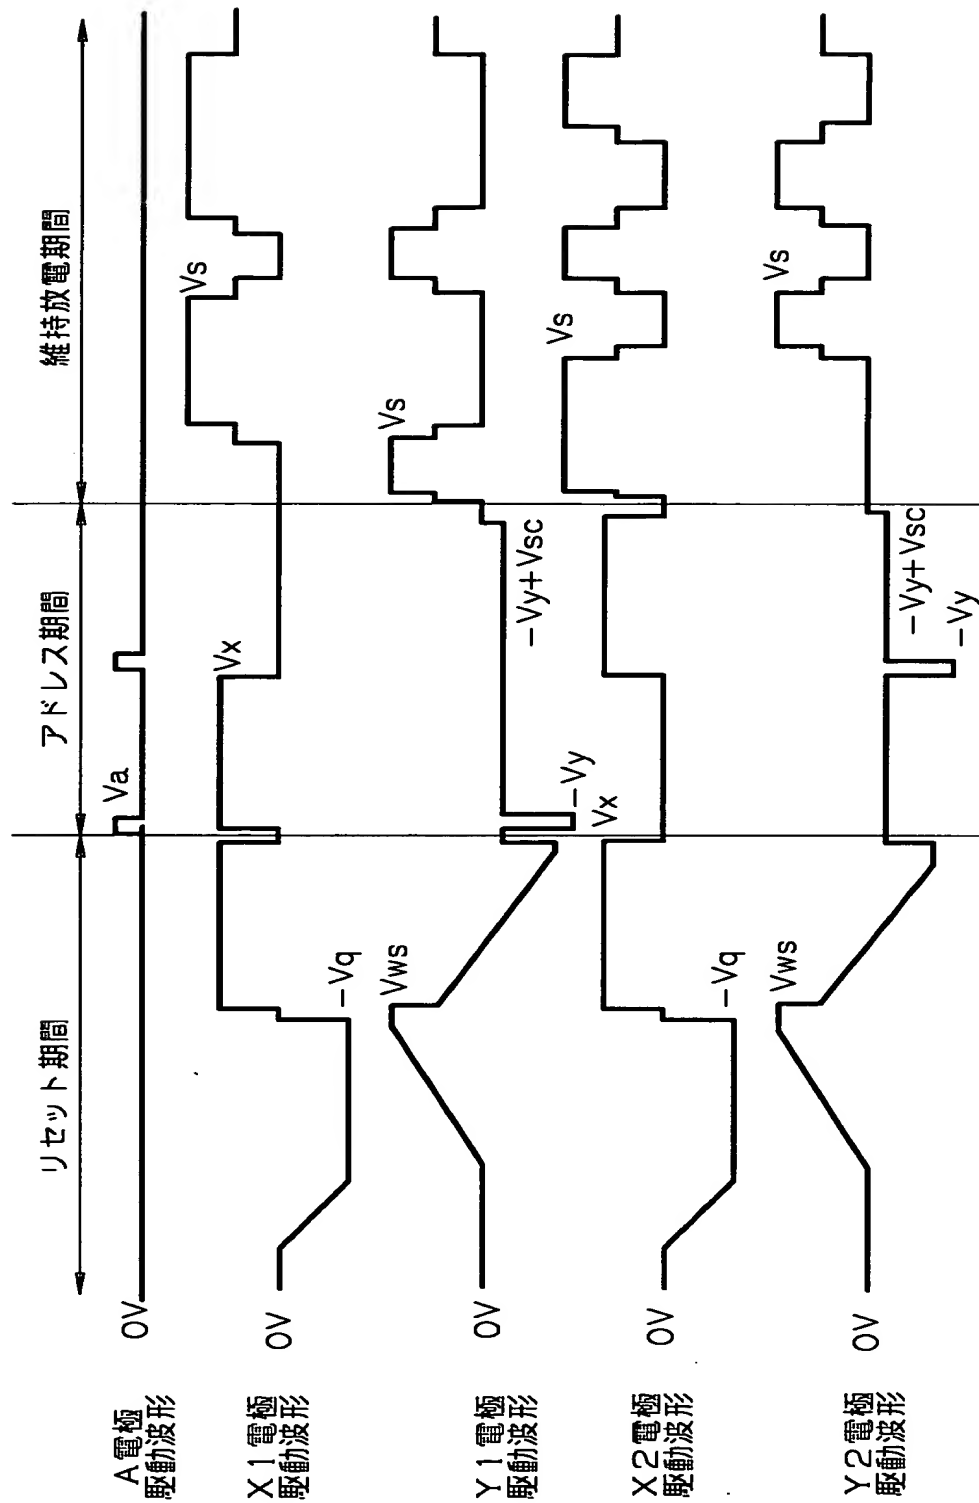 リセット期間
アドレス期間
維持放電期間
A電極
駆動波形
0V
Va
X1電極
駆動波形
0V
-Vq
Vx
Vs
Y1電極
駆動波形
0V
Vws
-Vy
-Vy+Vsc
Vs
X2電極
駆動波形
0V
-Vq
Vx
Vs
Y2電極
駆動波形
0V
Vws
-Vy+Vsc
-Vy
Vs